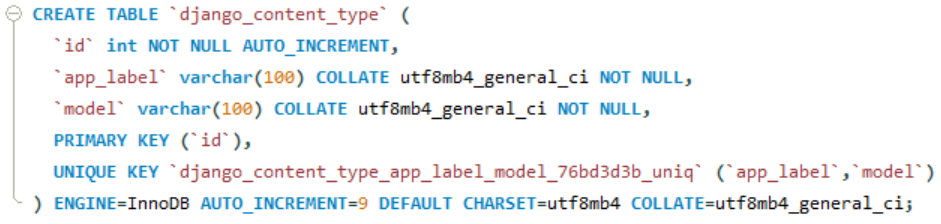 CREATE TABLE `django_content_type` (
`id` int NOT NULL AUTO_INCREMENT,
`app_label` varchar(100) COLLATE utf8mb4_general_ci NOT NULL,
`model` varchar(100) COLLATE utf8mb4_general_ci NOT NULL,
PRIMARY KEY (`id`),
UNIQUE KEY `django_content_type_app_label_model_76bd3d3b_uniq` (`app_label`,`model`)
) ENGINE=InnoDB AUTO_INCREMENT=9 DEFAULT CHARSET=utf8mb4 COLLATE=utf8mb4_general_ci;